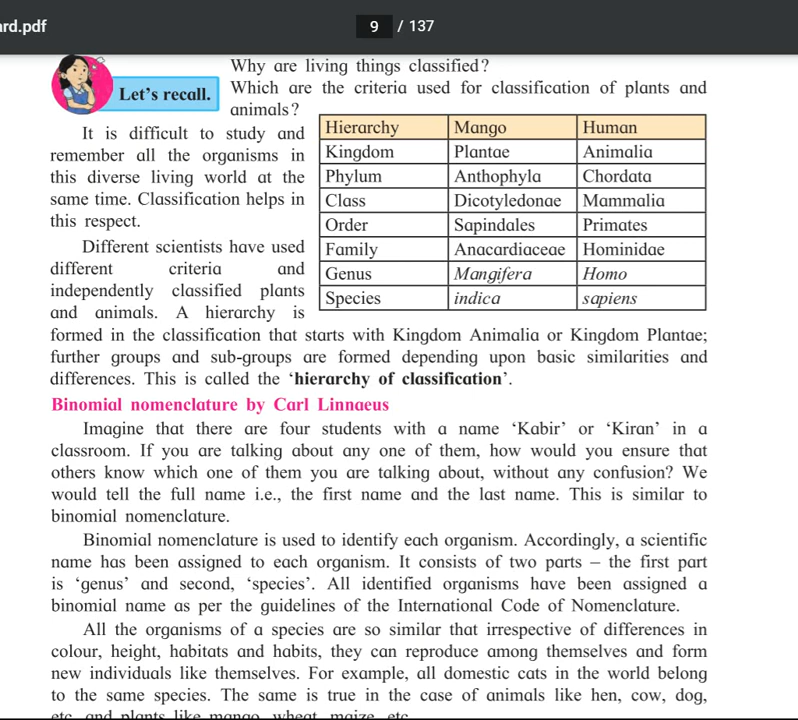 ard.pdf
9 / 137
Why are living things classified?
Let's recall.
Which are the criteria used for classification of plants and
animals?
It is difficult to study and
remember all the organisms in
this diverse living world at the
same time. Classification helps in
this respect.
Different scientists have used
different criteria and
independently classified plants
and animals. A hierarchy is
Hierarchy Mango Human
Kingdom Plantae Animalia
Phylum Anthophyla Chordata
Class Dicotyledonae Mammalia
Order Sapindales Primates
Family Anacardiaceae Hominidae
Genus Mangifera Homo
Species indica sapiens
formed in the classification that starts with Kingdom Animalia or Kingdom Plantae;
further groups and sub-groups are formed depending upon basic similarities and
differences. This is called the ‘hierarchy of classification’.
Binomial nomenclature by Carl Linnaeus
Imagine that there are four students with a name ‘Kabir’ or ‘Kiran’ in a
classroom. If you are talking about any one of them, how would you ensure that
others know which one of them you are talking about, without any confusion? We
would tell the full name i.e., the first name and the last name. This is similar to
binomial nomenclature.
Binomial nomenclature is used to identify each organism. Accordingly, a scientific
name has been assigned to each organism. It consists of two parts – the first part
is ‘genus’ and second, ‘species’. All identified organisms have been assigned a
binomial name as per the guidelines of the International Code of Nomenclature.
All the organisms of a species are so similar that irrespective of differences in
colour, height, habitats and habits, they can reproduce among themselves and form
new individuals like themselves. For example, all domestic cats in the world belong
to the same species. The same is true in the case of animals like hen, cow, dog,
etc. and plants like mango, wheat, maize, etc.